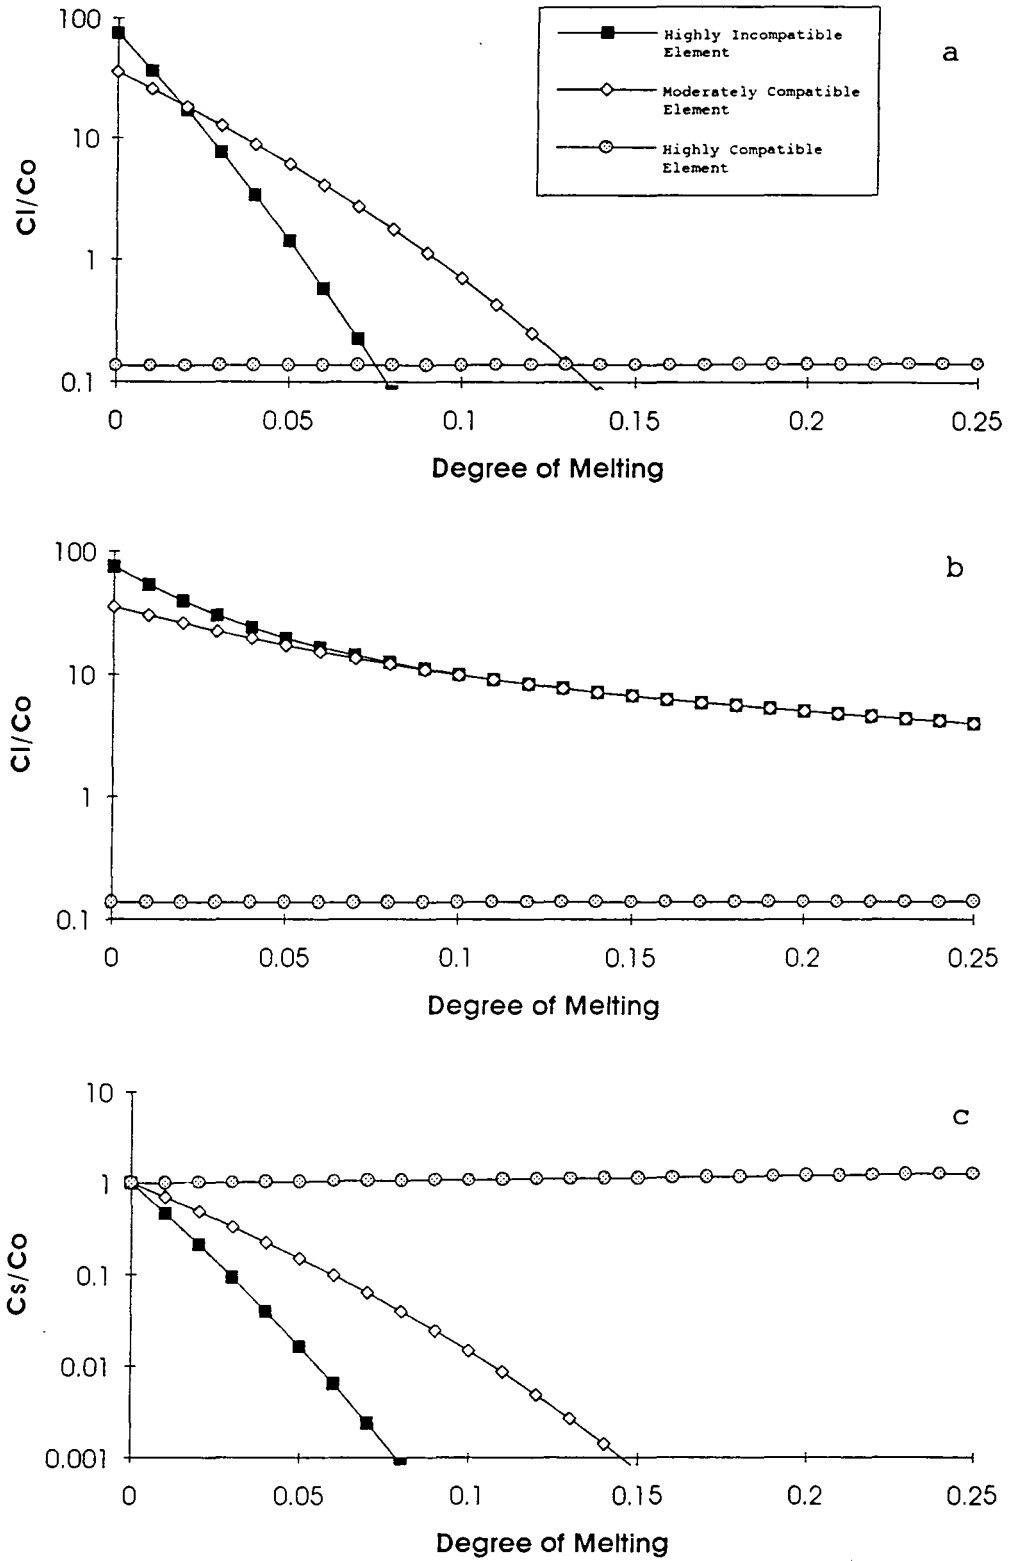 a
Highly Incompatible
Element
Moderately Compatible
Element
Highly Compatible
Element
100
10
1
0.1
Cl/Co
0 0.05 0.1 0.15 0.2 0.25
Degree of Melting
b
100
10
1
0.1
Cl/Co
0 0.05 0.1 0.15 0.2 0.25
Degree of Melting
c
10
1
0.1
0.01
0.001
Cs/Co
0 0.05 0.1 0.15 0.2 0.25
Degree of Melting